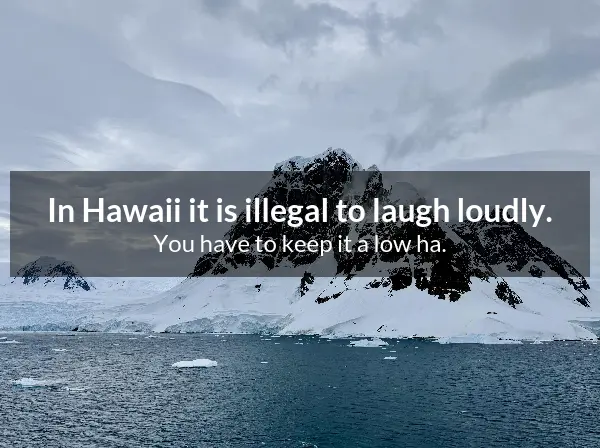 In Hawaii it is illegal to laugh loudly.
You have to keep it a low ha.